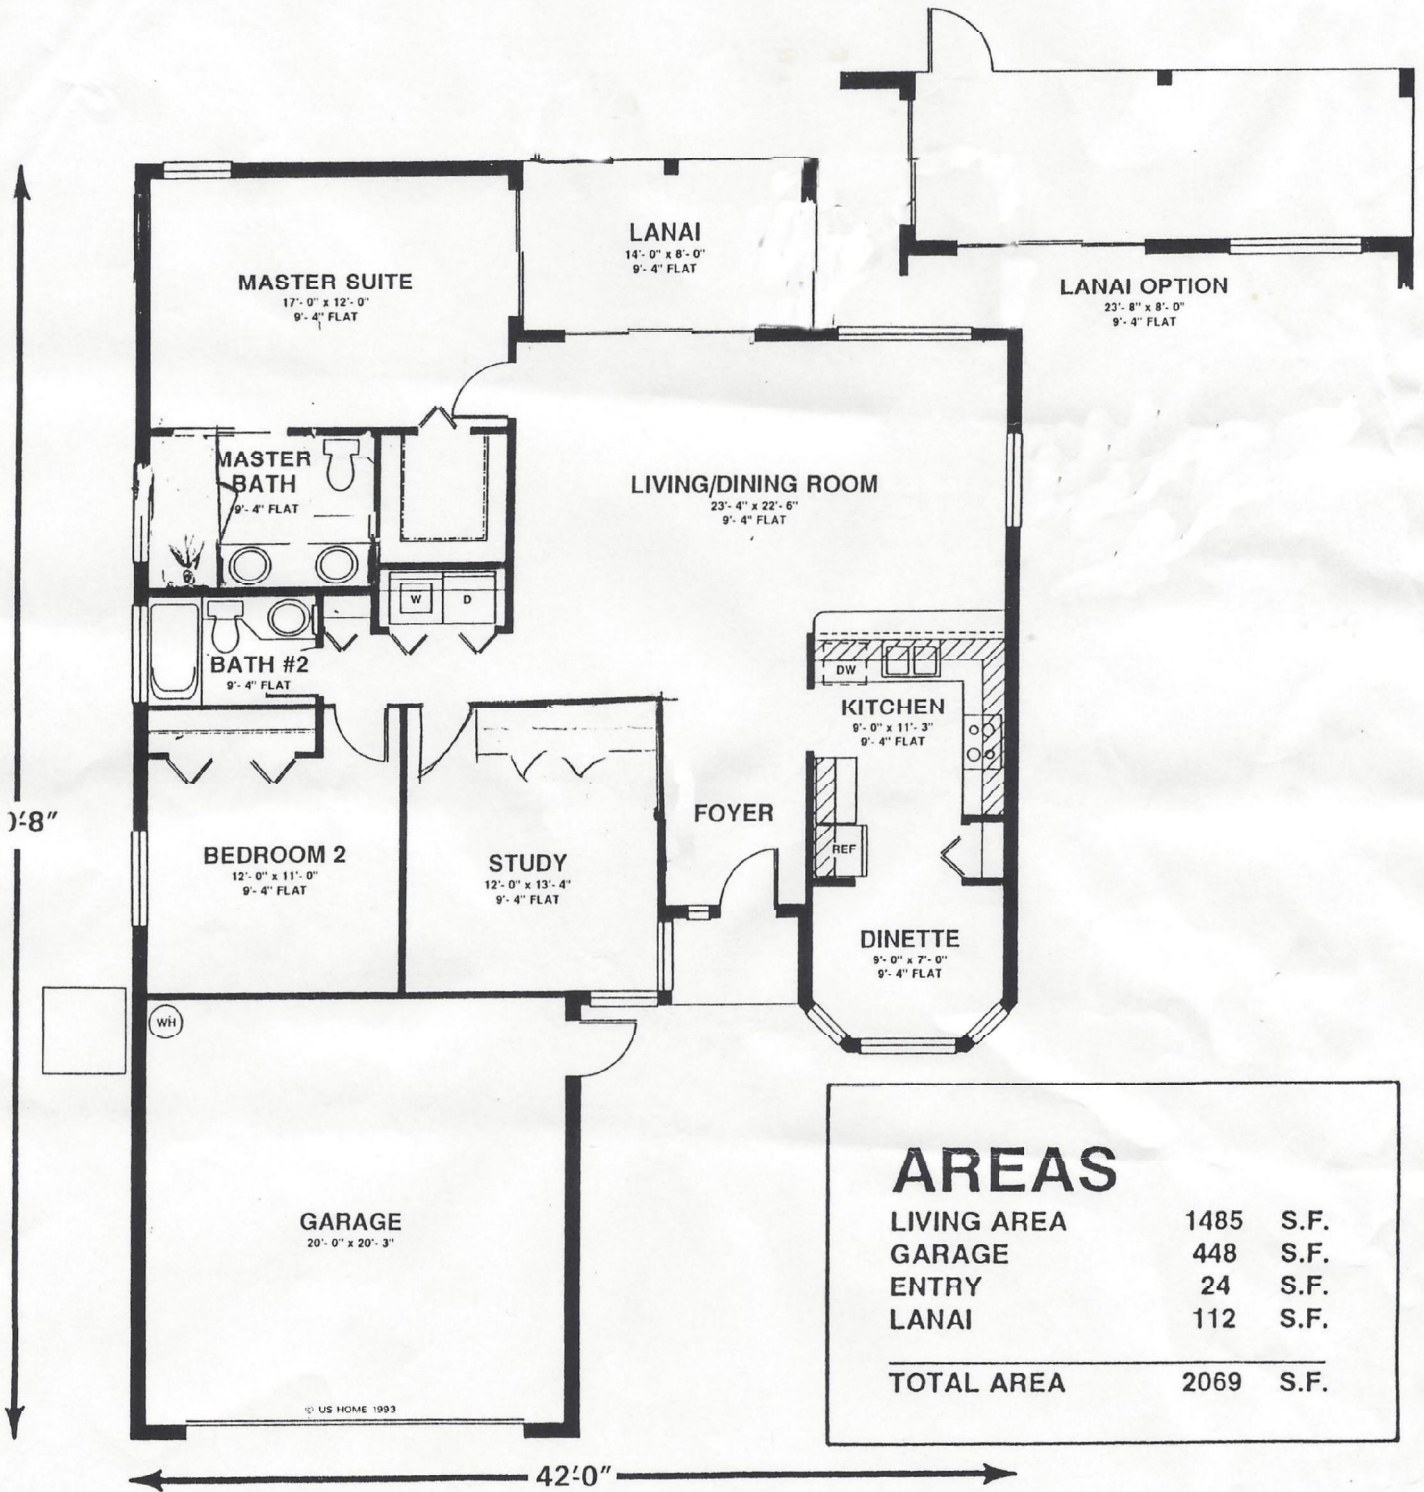 LANAI
14'- 0" x 8'- 0"
9'- 4" FLAT
LANAI OPTION
23'- 8" x 8'- 0"
9'- 4" FLAT
MASTER SUITE
17'- 0" x 12'- 0"
9'- 4" FLAT
MASTER
BATH
9'- 4" FLAT
LIVING/DINING ROOM
23'- 4" x 22'- 6"
9'- 4" FLAT
W
D
BATH #2
9'- 4" FLAT
DW
KITCHEN
9'- 0" x 11'- 3"
9'- 4" FLAT
FOYER
REF
BEDROOM 2
12'- 0" x 11'- 0"
9'- 4" FLAT
STUDY
12'- 0" x 13'- 4"
9'- 4" FLAT
DINETTE
9'- 0" x 7'- 0"
9'- 4" FLAT
WH
GARAGE
20'- 0" x 20'- 3"
© US HOME 1993
42'-0"
AREAS
LIVING AREA 1485 S.F.
GARAGE 448 S.F.
ENTRY 24 S.F.
LANAI 112 S.F.
TOTAL AREA 2069 S.F.